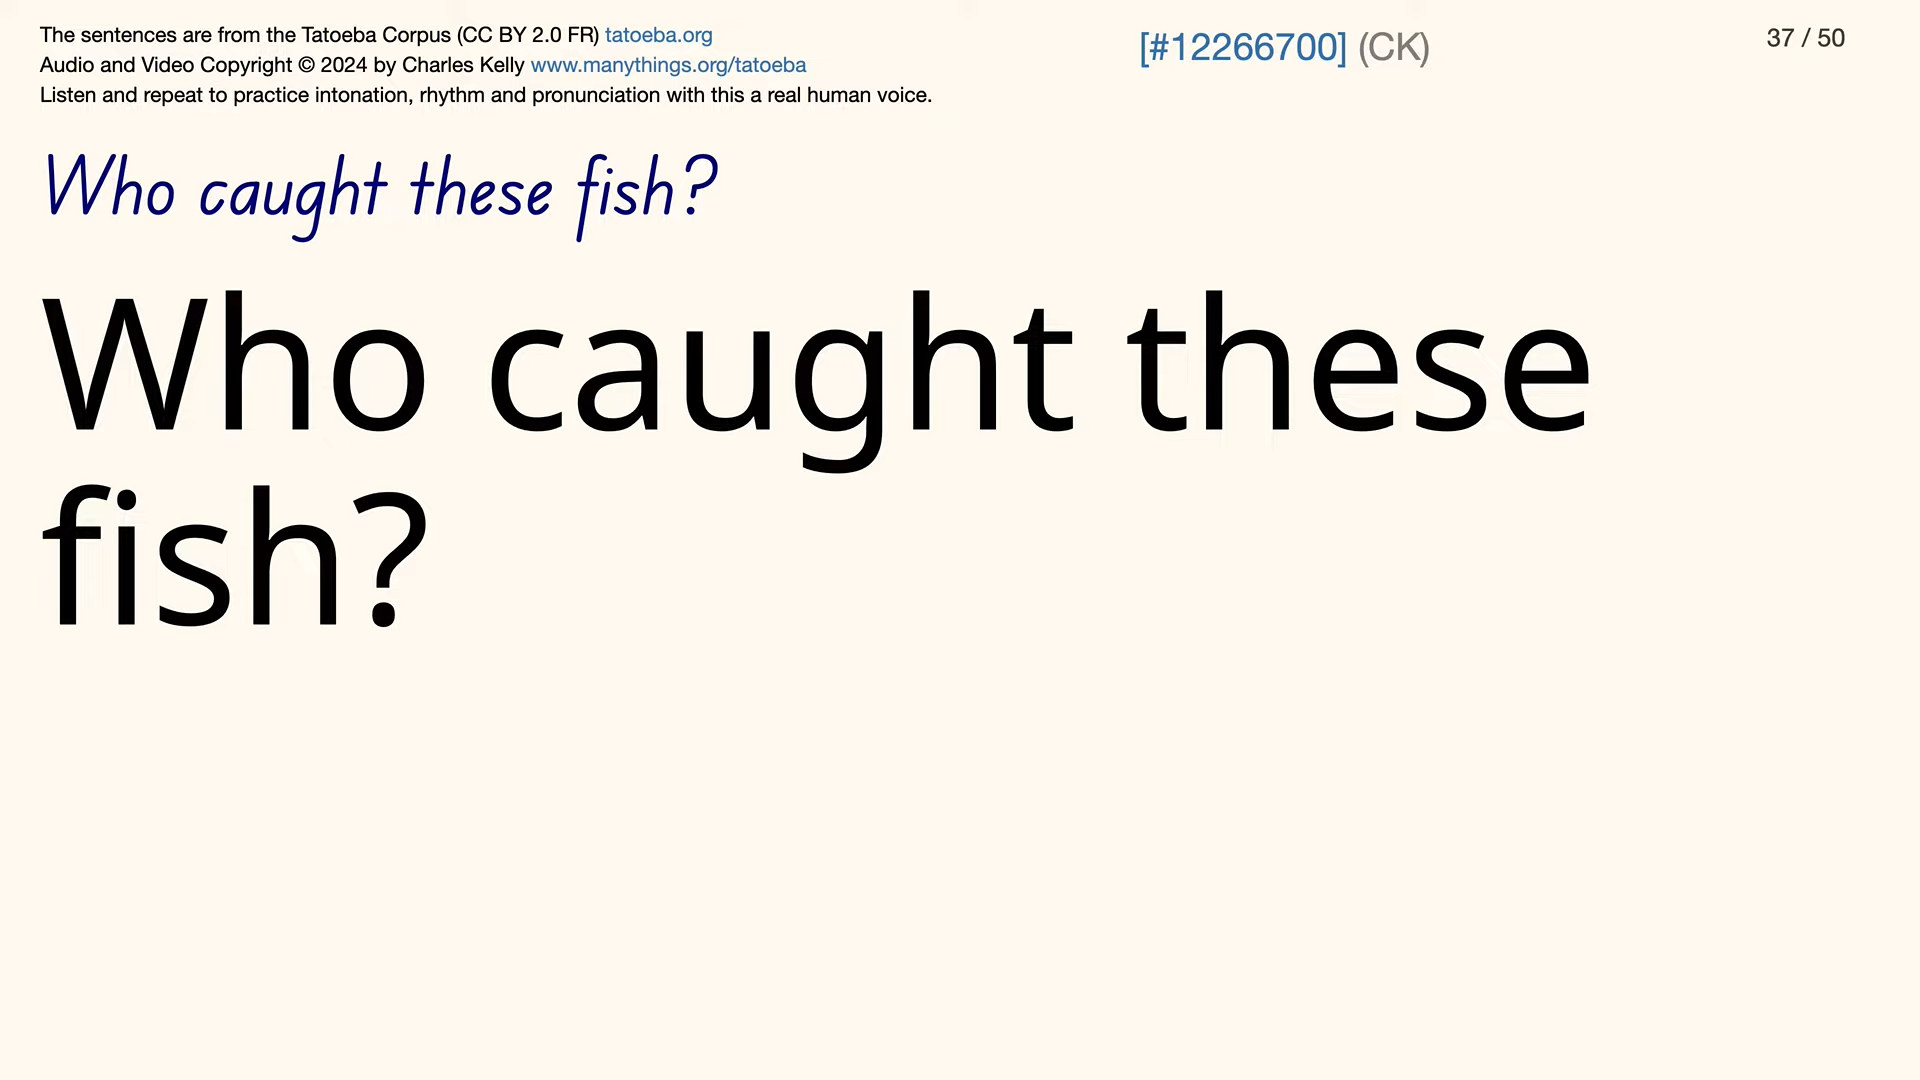 The sentences are from the Tatoeba Corpus (CC BY 2.0 FR) tatoeba.org
Audio and Video Copyright © 2024 by Charles Kelly www.manythings.org/tatoeba
Listen and repeat to practice intonation, rhythm and pronunciation with this a real human voice.
[#12266700] (CK)
37 / 50
Who caught these fish?
Who caught these
fish?